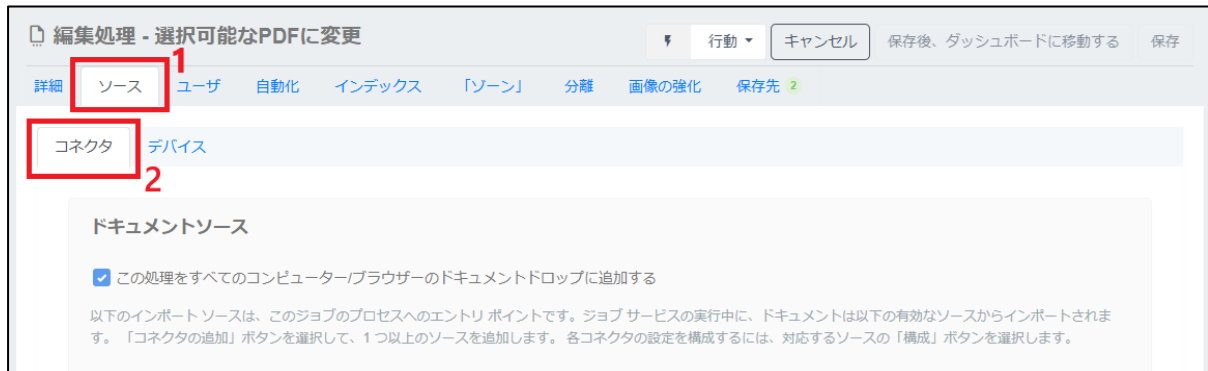 編集処理 - 選択可能なPDFに変更
行動 キャンセル 保存後、ダッシュボードに移動する 保存
1
詳細 ソース ユーザ 自動化 インデックス 「ゾーン」 分離 画像の強化 保存先 2
コネクタ デバイス
2
ドキュメントソース
この処理をすべてのコンピューター/ブラウザーのドキュメントドロップに追加する
以下のインポート ソースは、このジョブのプロセスへのエントリ ポイントです。ジョブ サービスの実行中に、ドキュメントは以下の有効なソースからインポートされま
す。 「コネクタの追加」ボタンを選択して、1 つ以上のソースを追加します。 各コネクタの設定を構成するには、対応するソースの「構成」ボタンを選択します。